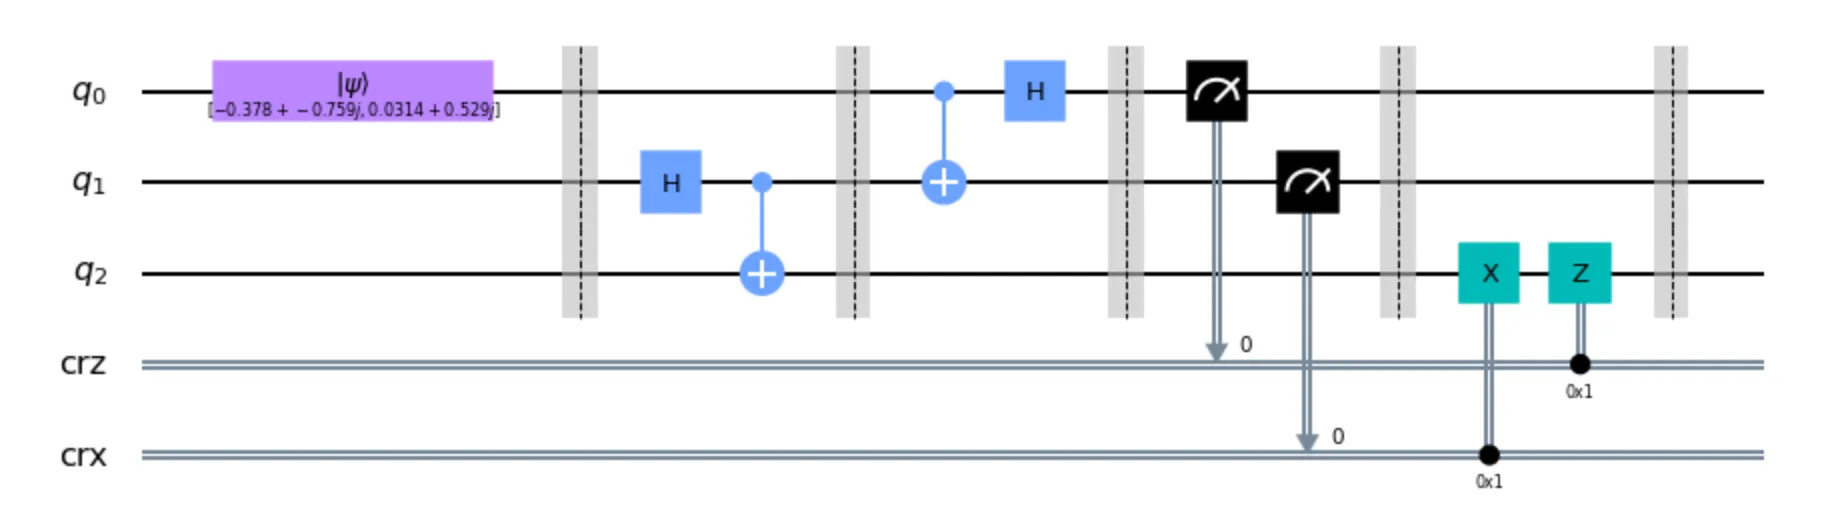 q0
|ψ⟩
[−0.378 + −0.759j, 0.0314 + 0.529j]
H
q1
H
q2
X
Z
crz
0
0x1
crx
0
0x1